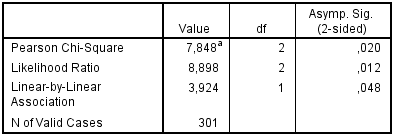 Value df Asymp. Sig. (2-sided)
Pearson Chi-Square 7,848a 2 ,020
Likelihood Ratio 8,898 2 ,012
Linear-by-Linear Association 3,924 1 ,048
N of Valid Cases 301